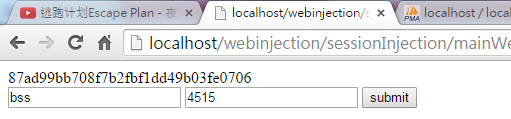 逃跑计划Escape Plan - 夜
localhost/webinjection/s
localhost / local
localhost/webinjection/sessionInjection/mainWe
87ad99bb708f7b2fbf1dd49b03fe0706
bss 4515 submit